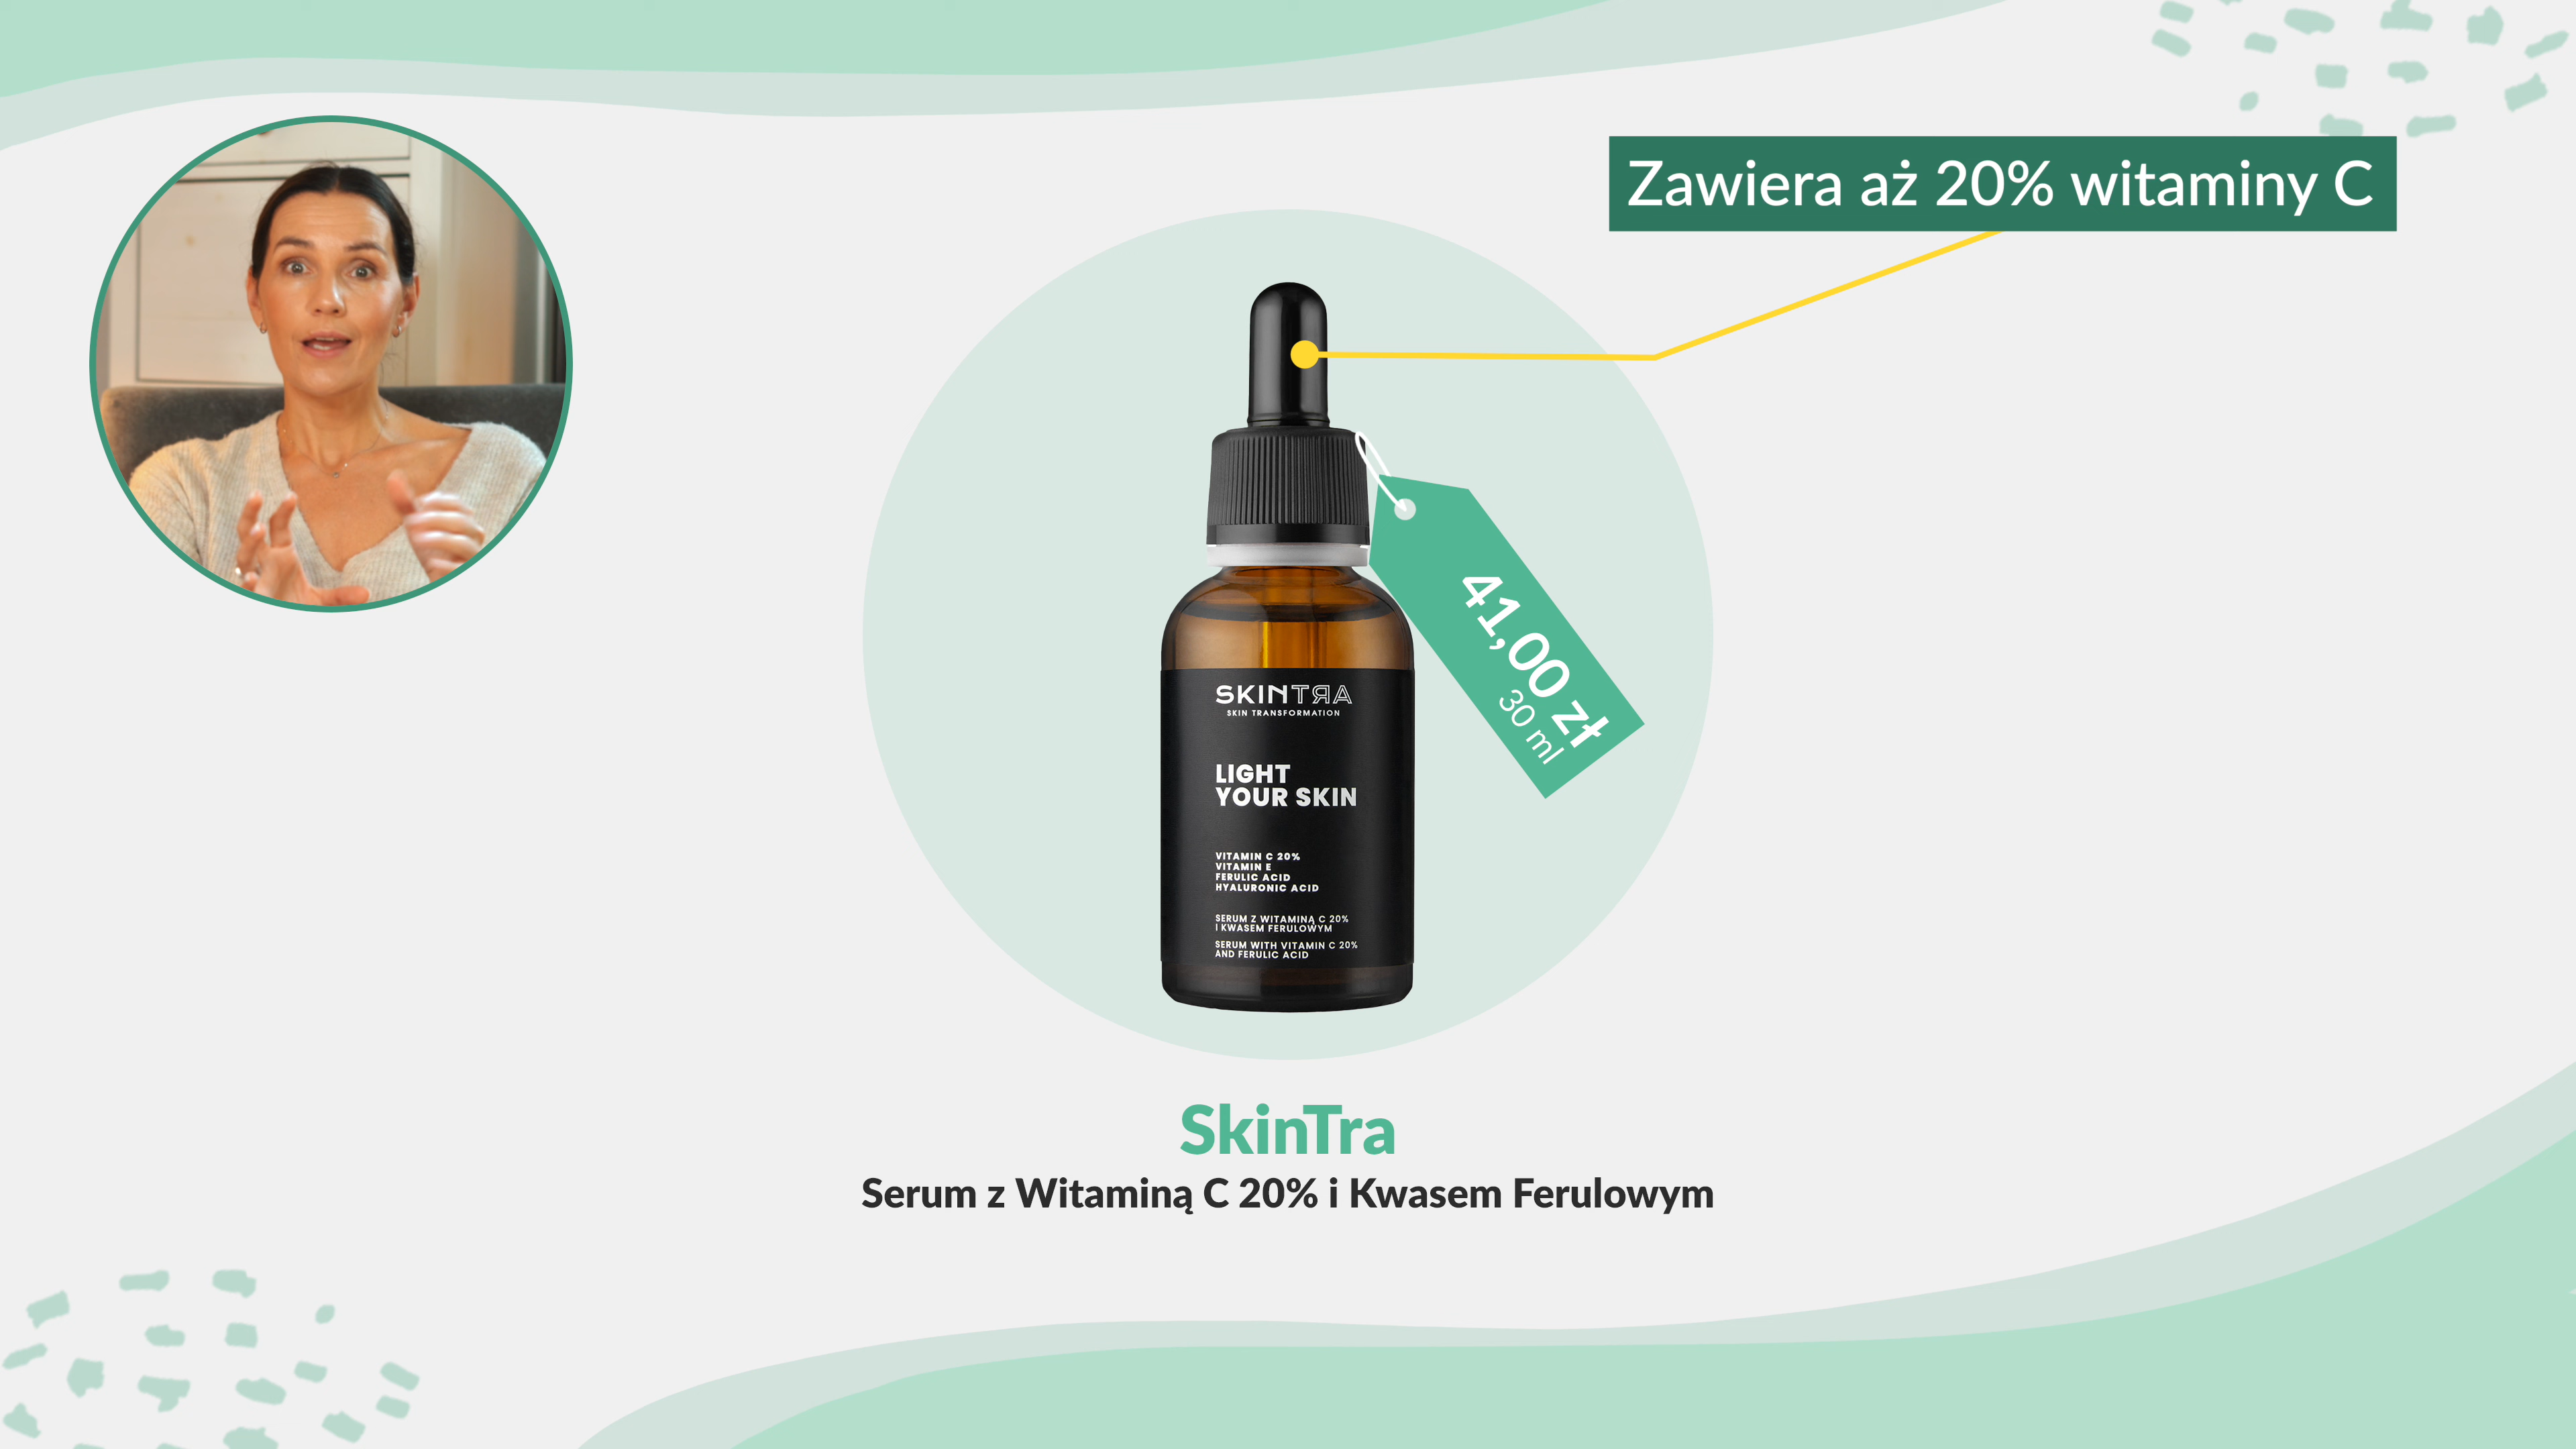 Zawiera aż 20% witaminy C
41,00 zł
30 ml
SKINTRA
SKIN TRANSFORMATION
LIGHT
YOUR SKIN
VITAMIN C 20%
VITAMIN E
FERULIC ACID
HYALURONIC ACID
SERUM Z WITAMINĄ C 20%
I KWASEM FERULOWYM
SERUM WITH VITAMIN C 20%
AND FERULIC ACID
SkinTra
Serum z Witaminą C 20% i Kwasem Ferulowym